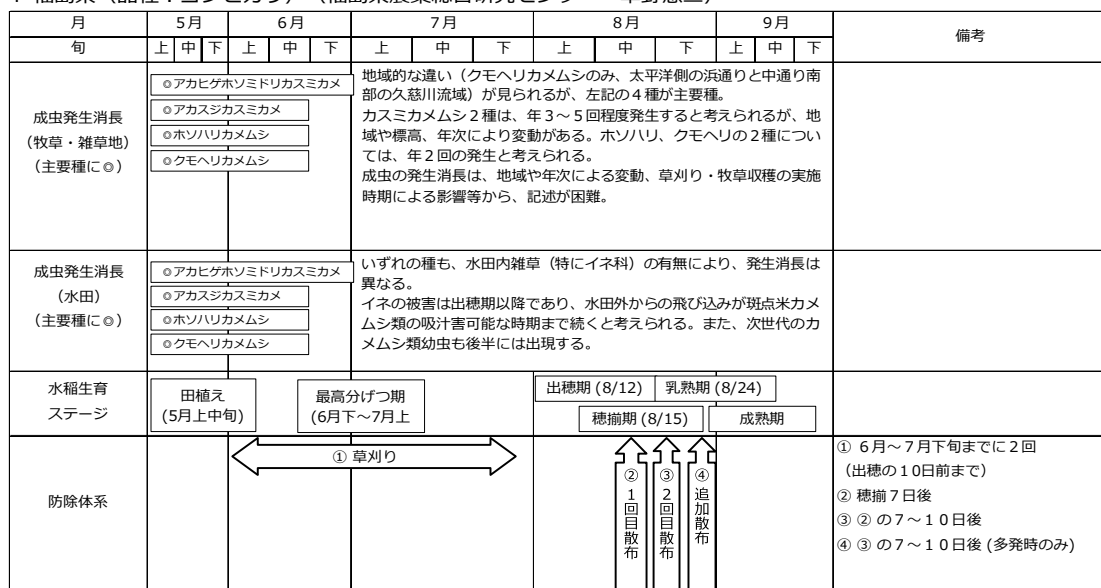 月 5月 6月 7月 8月 9月 備考
旬 上 中 下 上 中 下 上 中 下 上 中 下 上 中 下
成虫発生消長
(牧草・雑草地)
(主要種に◎)
◎アカヒゲホソミドリカスミカメ
◎アカスジカスミカメ
◎ホソハリカメムシ
◎クモヘリカメムシ
地域的な違い(クモヘリカメムシのみ、太平洋側の浜通りと中通り南
部の久慈川流域)が見られるが、左記の4種が主要種。
カスミカメムシ2種は、年3~5回程度発生すると考えられるが、地
域や標高、年次により変動がある。ホソハリ、クモヘリの2種につい
ては、年2回の発生と考えられる。
成虫の発生消長は、地域や年次による変動、草刈り・牧草収穫の実施
時期による影響等から、記述が困難。
成虫発生消長
(水田)
(主要種に◎)
◎アカヒゲホソミドリカスミカメ
◎アカスジカスミカメ
◎ホソハリカメムシ
◎クモヘリカメムシ
いずれの種も、水田内雑草(特にイネ科)の有無により、発生消長は
異なる。
イネの被害は出穂期以降であり、水田外からの飛び込みが斑点米カメ
ムシ類の吸汁害可能な時期まで続くと考えられる。また、次世代のカ
メムシ類幼虫も後半には出現する。
水稲生育
ステージ
田植え
(5月上中旬)
最高分げつ期
(6月下~7月上
出穂期 (8/12) 乳熟期 (8/24)
穂揃期 (8/15) 成熟期
防除体系
① 草刈り
②1回目散布
③2回目散布
④追加散布
① 6月~7月下旬までに2回
(出穂の10日前まで)
② 穂揃7日後
③ ② の7~10日後
④ ③ の7~10日後 (多発時のみ)